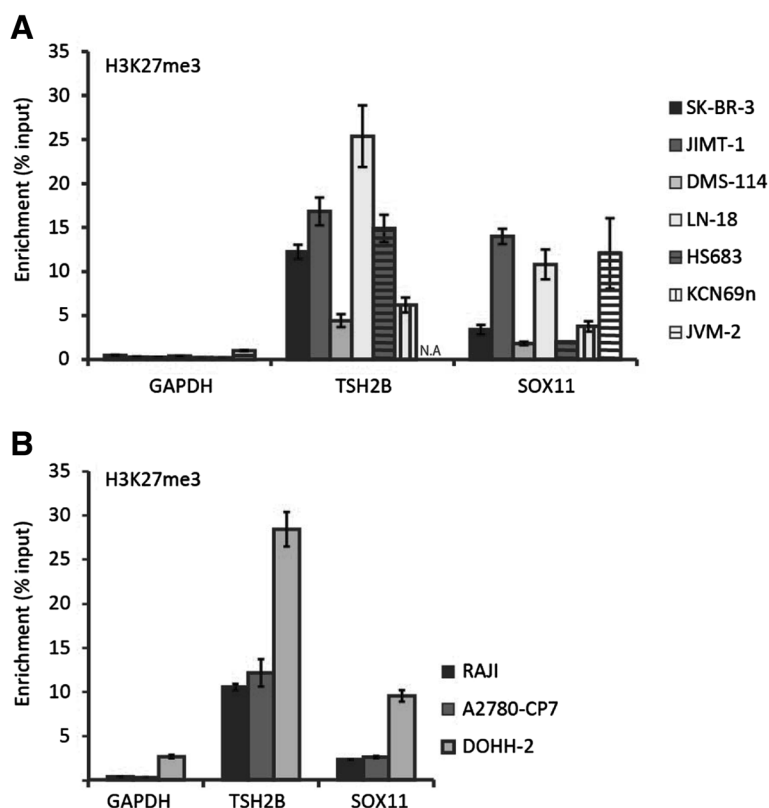 A
H3K27me3
Enrichment (% input)
35
30
25
20
15
10
5
0
N.A
GAPDH
TSH2B
SOX11
SK-BR-3
JIMT-1
DMS-114
LN-18
HS683
KCN69n
JVM-2
B
H3K27me3
Enrichment (% input)
35
30
25
20
15
10
5
GAPDH
TSH2B
SOX11
RAJI
A2780-CP7
DOHH-2